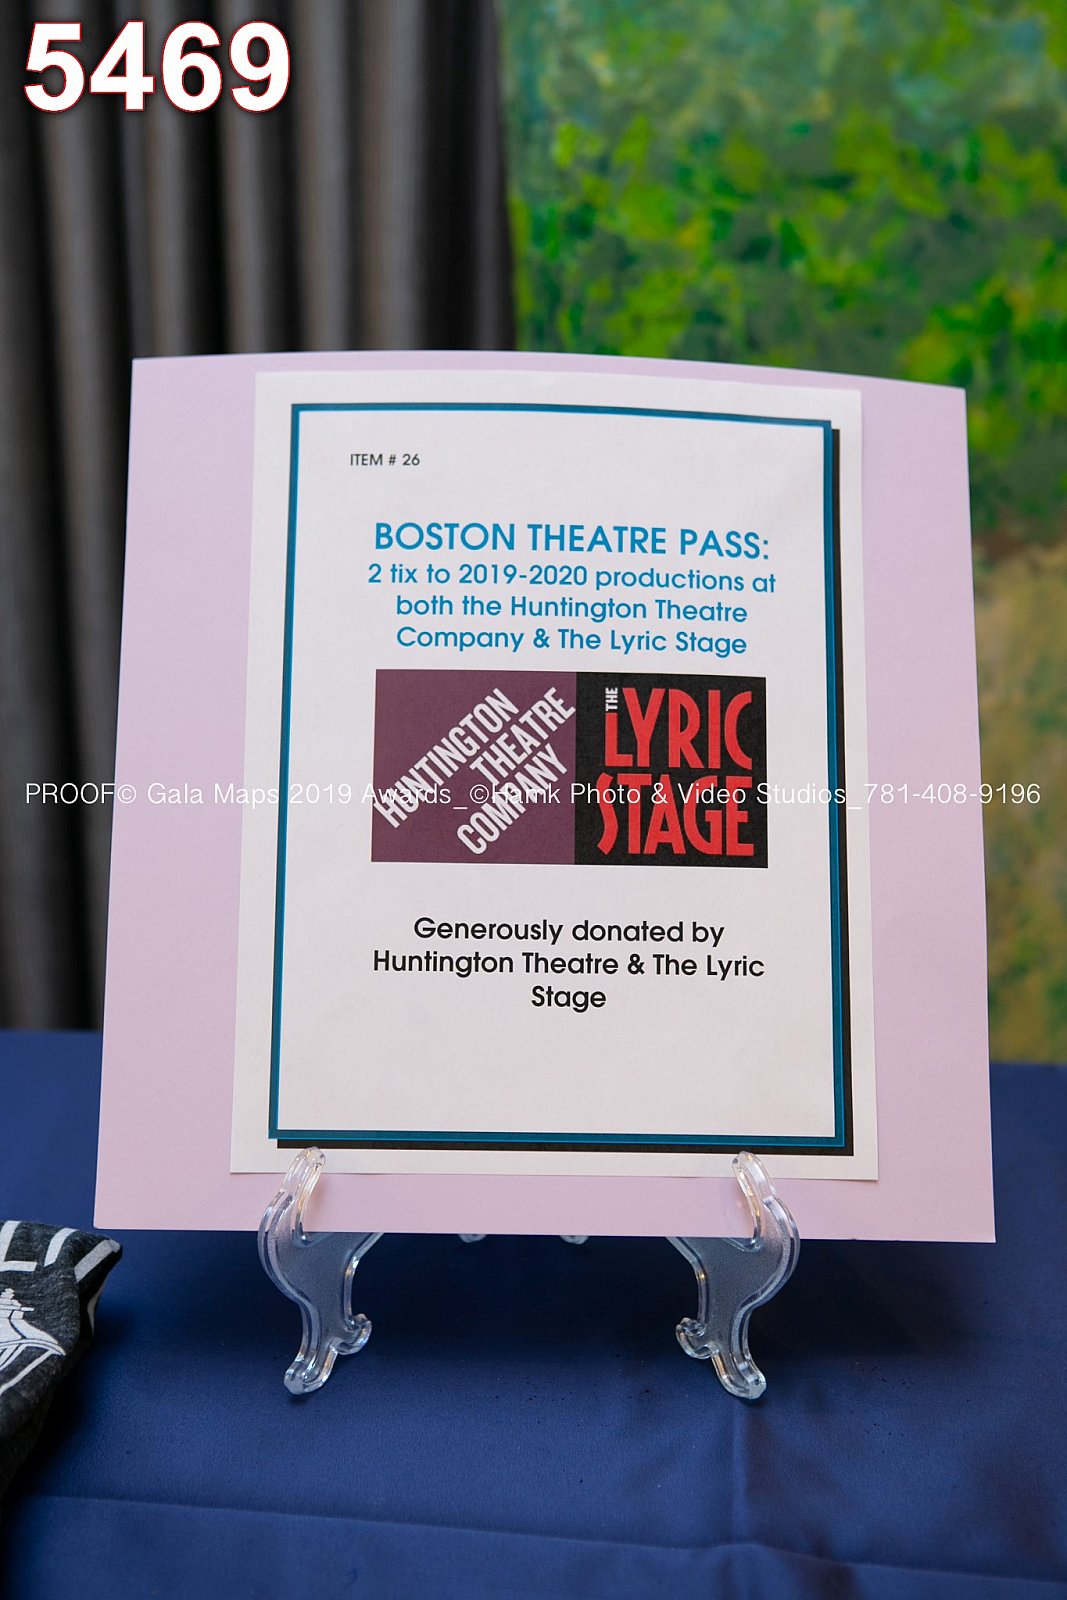 5469
ITEM # 26
BOSTON THEATRE PASS:
2 tix to 2019-2020 productions at
both the Huntington Theatre
Company & The Lyric Stage
HUNTINGTON
THEATRE
COMPANY
THE
LYRIC
STAGE
PROOF© Gala Maps 2019 Awards_©Hamk Photo & Video Studios_781-408-9196
Generously donated by
Huntington Theatre & The Lyric
Stage